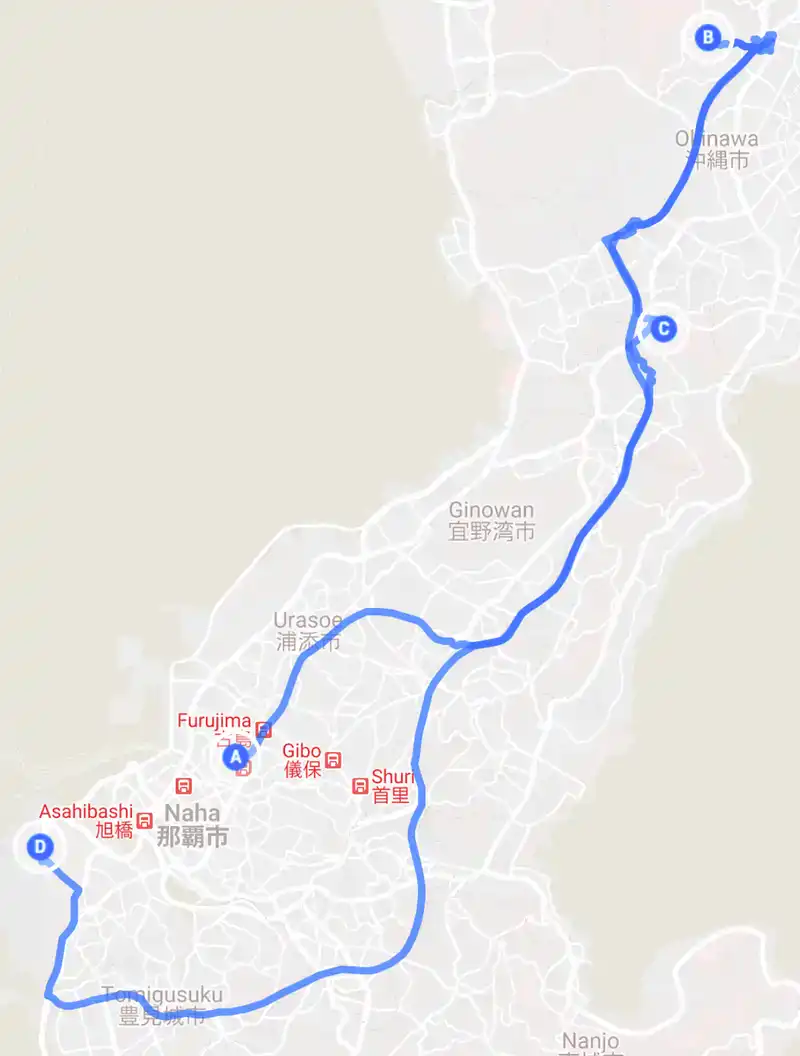 B
Okinawa
沖縄市
C
Ginowan
宜野湾市
Urasoe
浦添市
Furujima
A
Gibo
儀保
Shuri
首里
Asahibashi
旭橋
Naha
那覇市
D
Tomigusuku
豊見城市
Nanjo